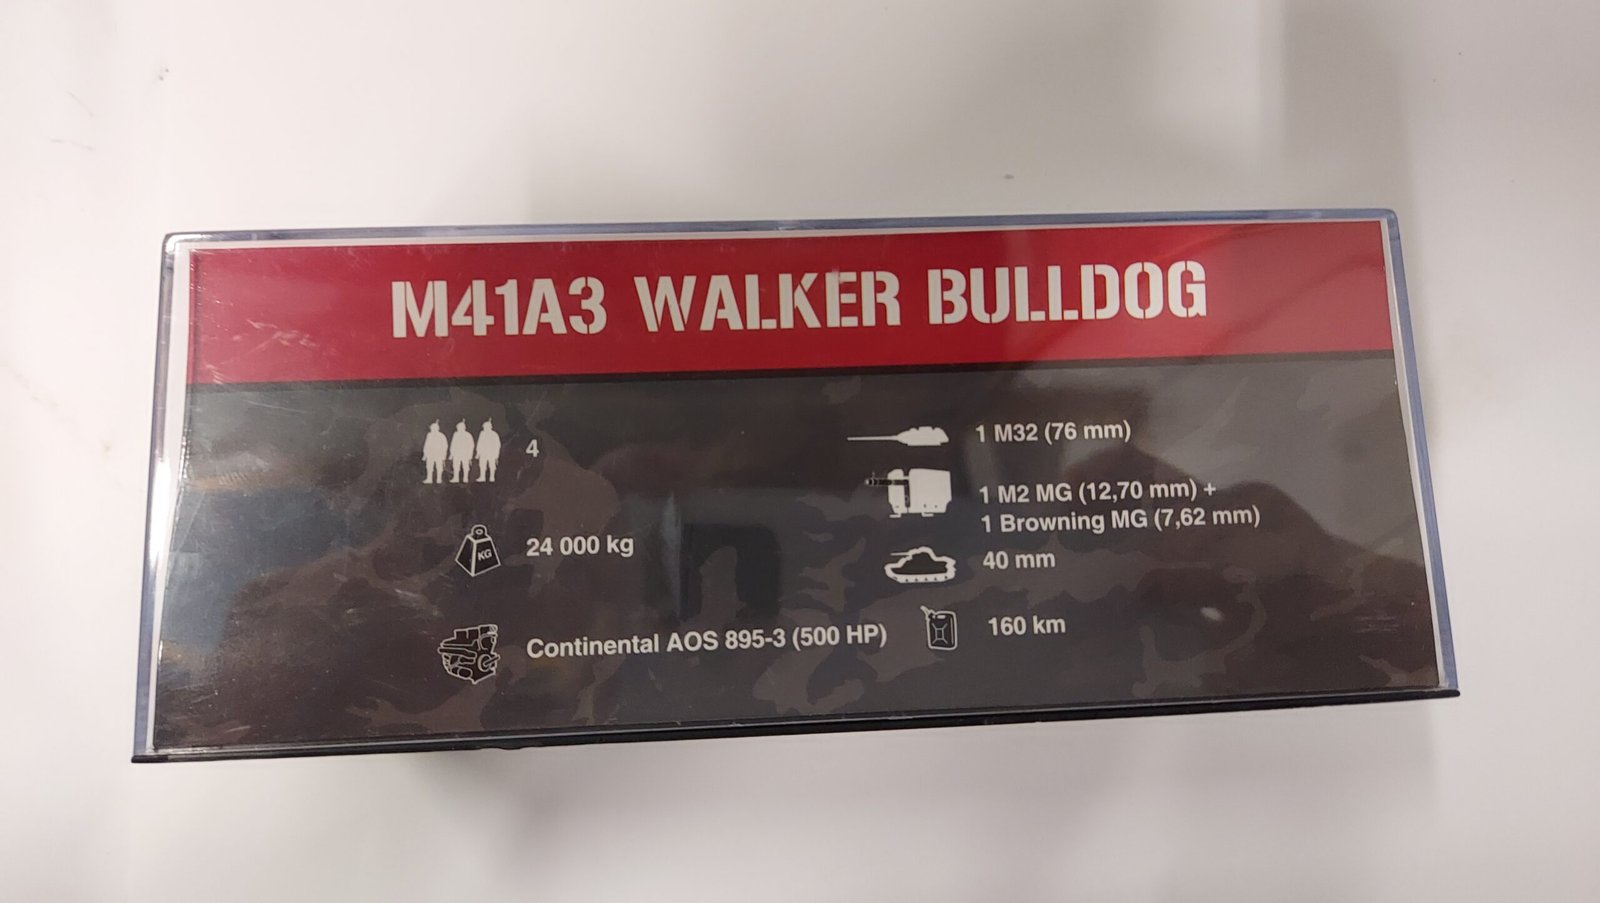 M41A3 WALKER BULLDOG
4
KG
24 000 kg
Continental AOS 895-3 (500 HP)
1 M32 (76 mm)
1 M2 MG (12,70 mm) +
1 Browning MG (7,62 mm)
40 mm
160 km